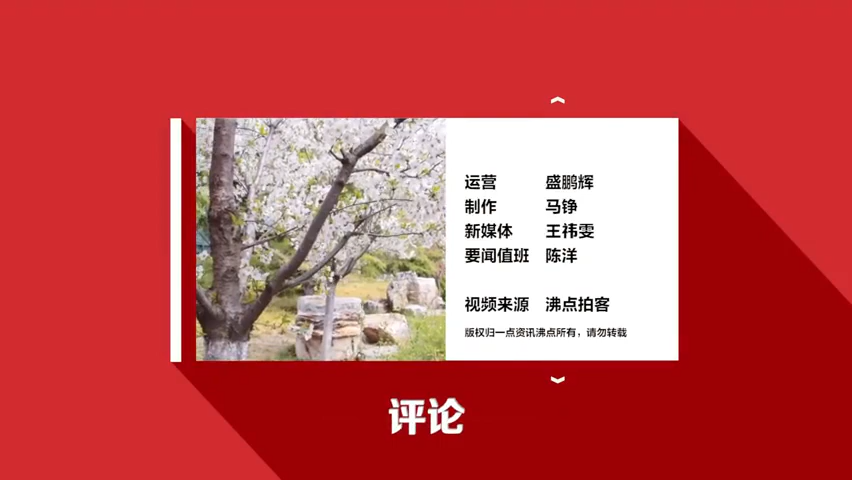 运营 盛鹏辉
制作 马铮
新媒体 王祎雯
要闻值班 陈洋
视频来源 沸点拍客
版权归一点资讯沸点所有，请勿转载
评论